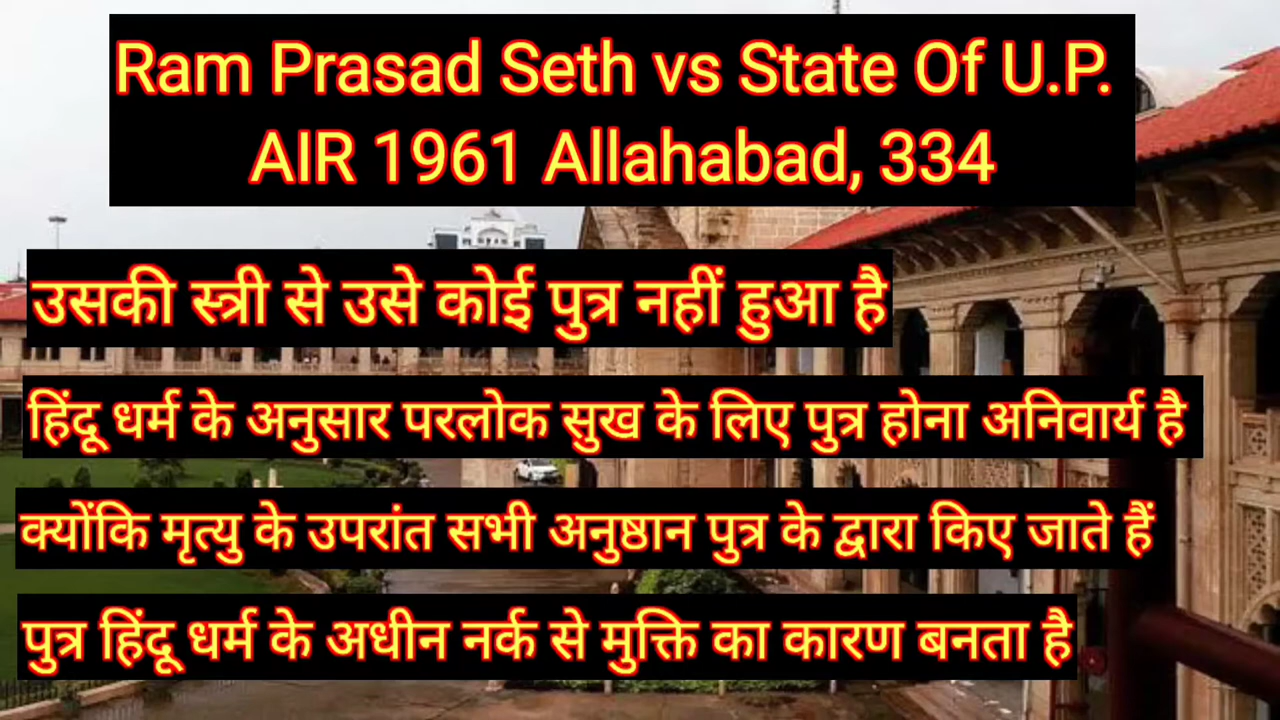 Ram Prasad Seth vs State Of U.P.
AIR 1961 Allahabad, 334
उसकी स्त्री से उसे कोई पुत्र नहीं हुआ है
हिंदू धर्म के अनुसार परलोक सुख के लिए पुत्र होना अनिवार्य है
क्योंकि मृत्यु के उपरांत सभी अनुष्ठान पुत्र के द्वारा किए जाते हैं
पुत्र हिंदू धर्म के अधीन नर्क से मुक्ति का कारण बनता है